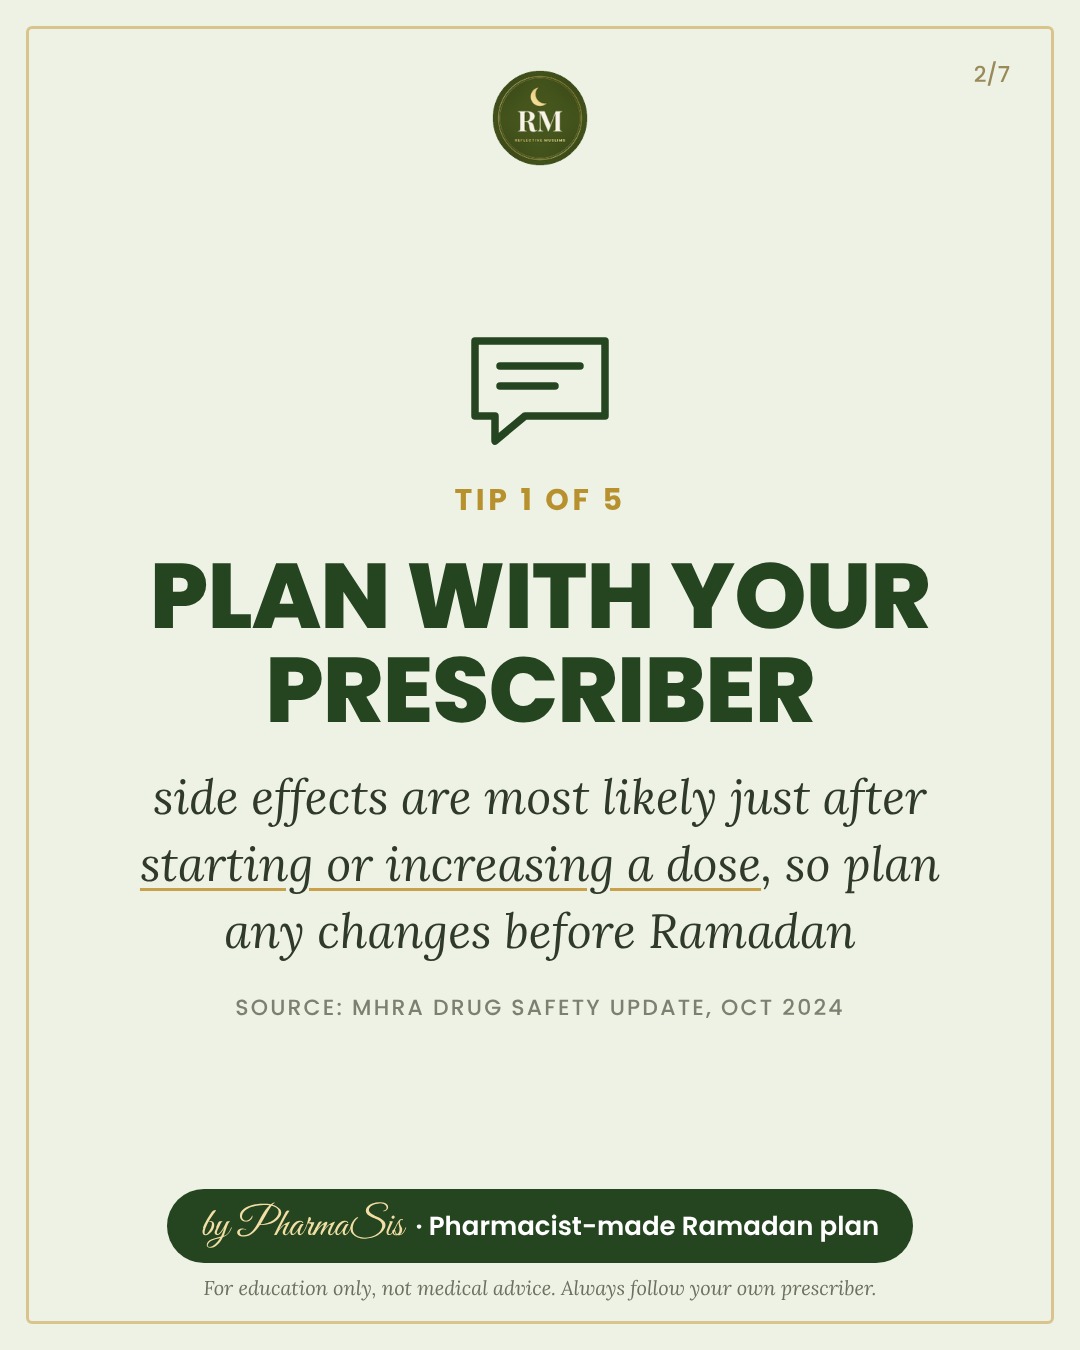 2/7
RM
REFLECTIVE MUSLIMS
TIP 1 OF 5
PLAN WITH YOUR
PRESCRIBER
side effects are most likely just after
starting or increasing a dose, so plan
any changes before Ramadan
SOURCE: MHRA DRUG SAFETY UPDATE, OCT 2024
by PharmaSis · Pharmacist-made Ramadan plan
For education only, not medical advice. Always follow your own prescriber.